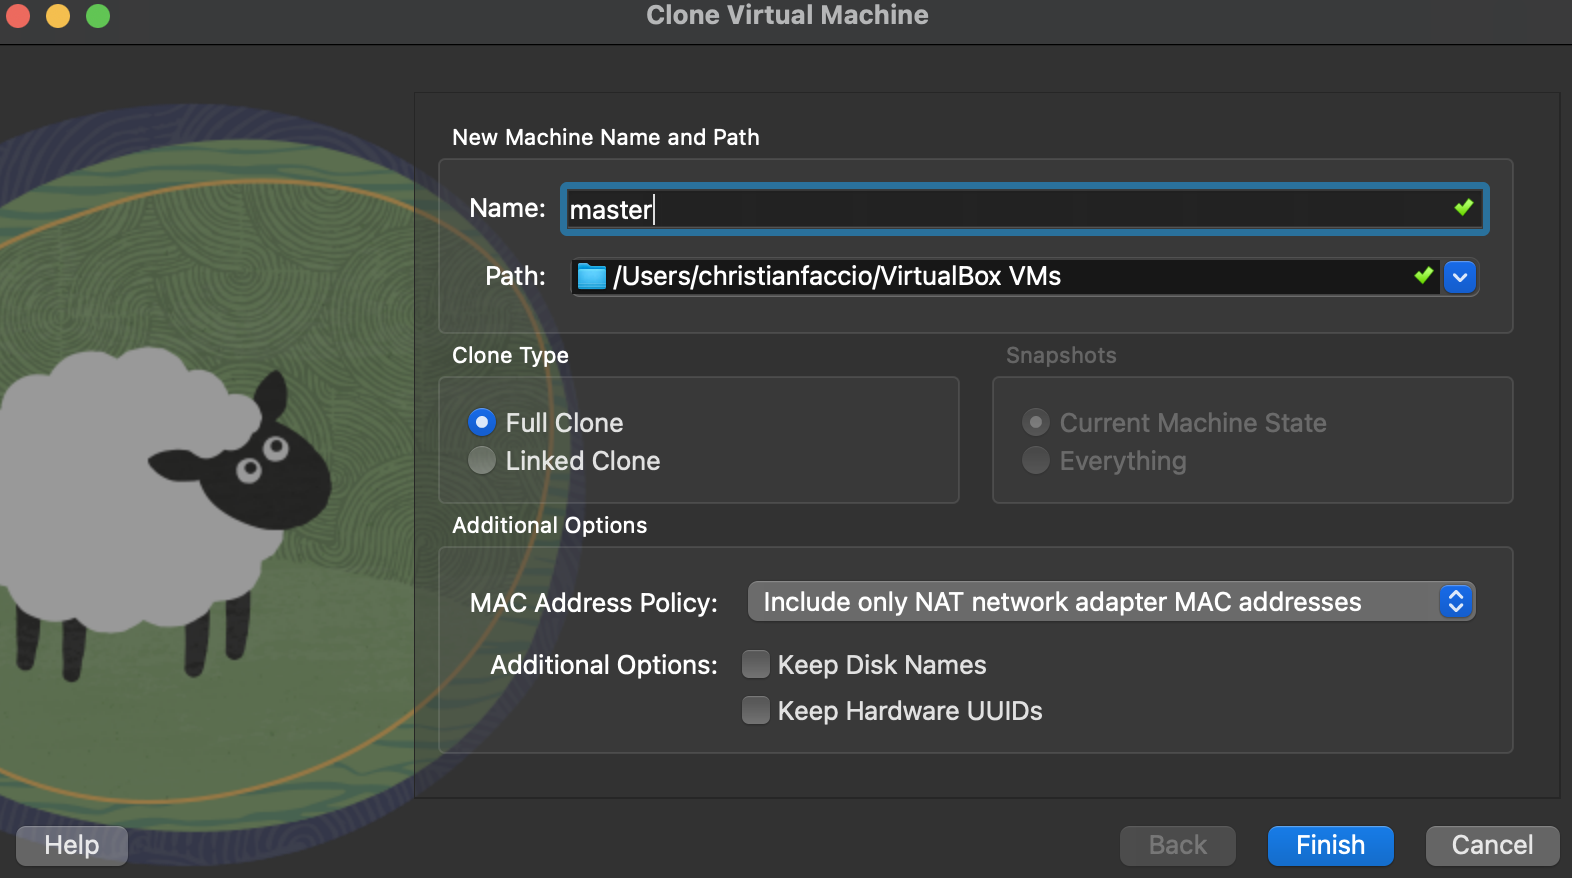 Clone Virtual Machine
New Machine Name and Path
Name: master
Path: /Users/christianfaccio/VirtualBox VMs
Clone Type
Full Clone
Linked Clone
Snapshots
Current Machine State
Everything
Additional Options
MAC Address Policy: Include only NAT network adapter MAC addresses
Additional Options: Keep Disk Names
Keep Hardware UUIDs
Help Back Finish Cancel